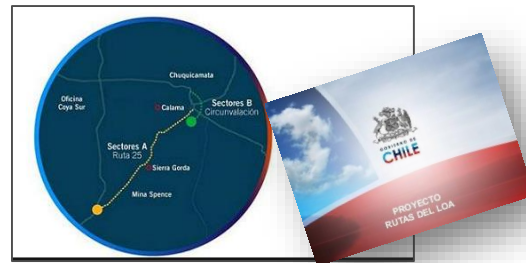 Chuquicamata
Oficina
Coya Sur
Calama
Sectores B
Circunvalación
Sectores A
Ruta 25
Sierra Gorda
Mina Spence
GOBIERNO DE
CHILE
PROYECTO
RUTAS DEL LOA